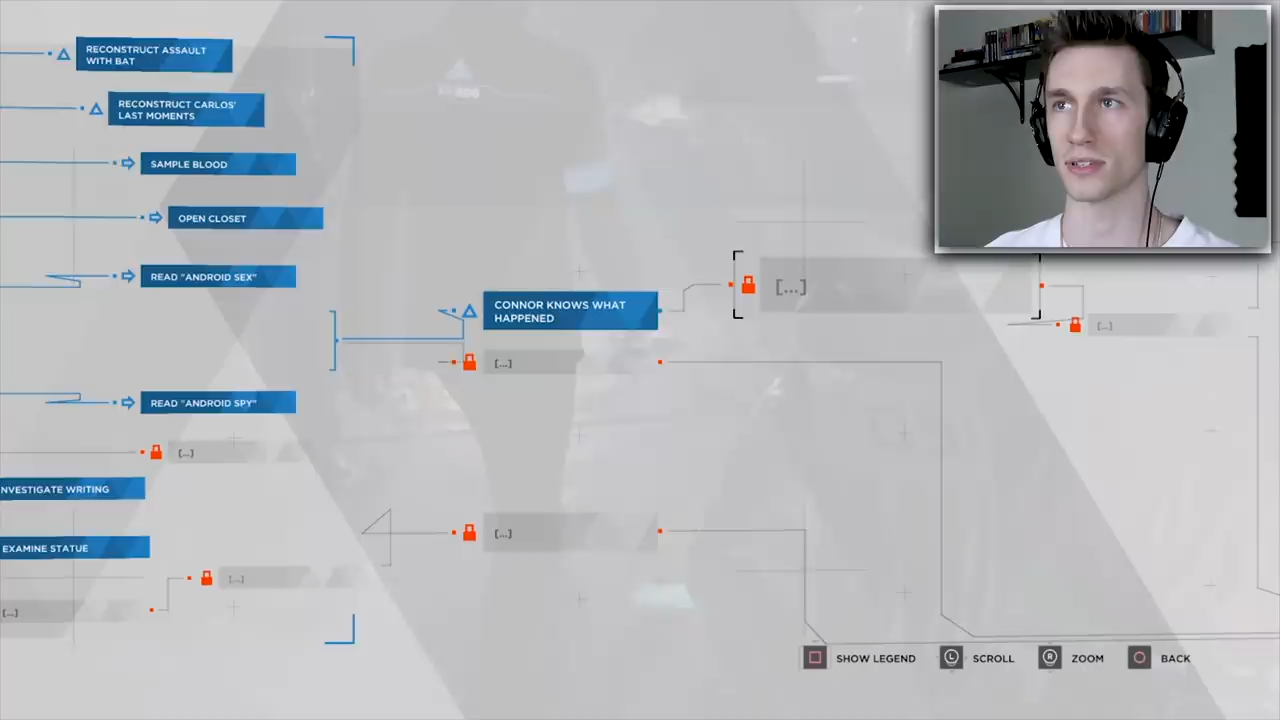 RECONSTRUCT ASSAULT
WITH BAT
RECONSTRUCT CARLOS'
LAST MOMENTS
SAMPLE BLOOD
OPEN CLOSET
READ "ANDROID SEX"
[...]
CONNOR KNOWS WHAT
HAPPENED
[...]
[...]
READ "ANDROID SPY"
[...]
NVESTIGATE WRITING
[...]
EXAMINE STATUE
[...]
[...]
SHOW LEGEND
L SCROLL
R ZOOM
BACK